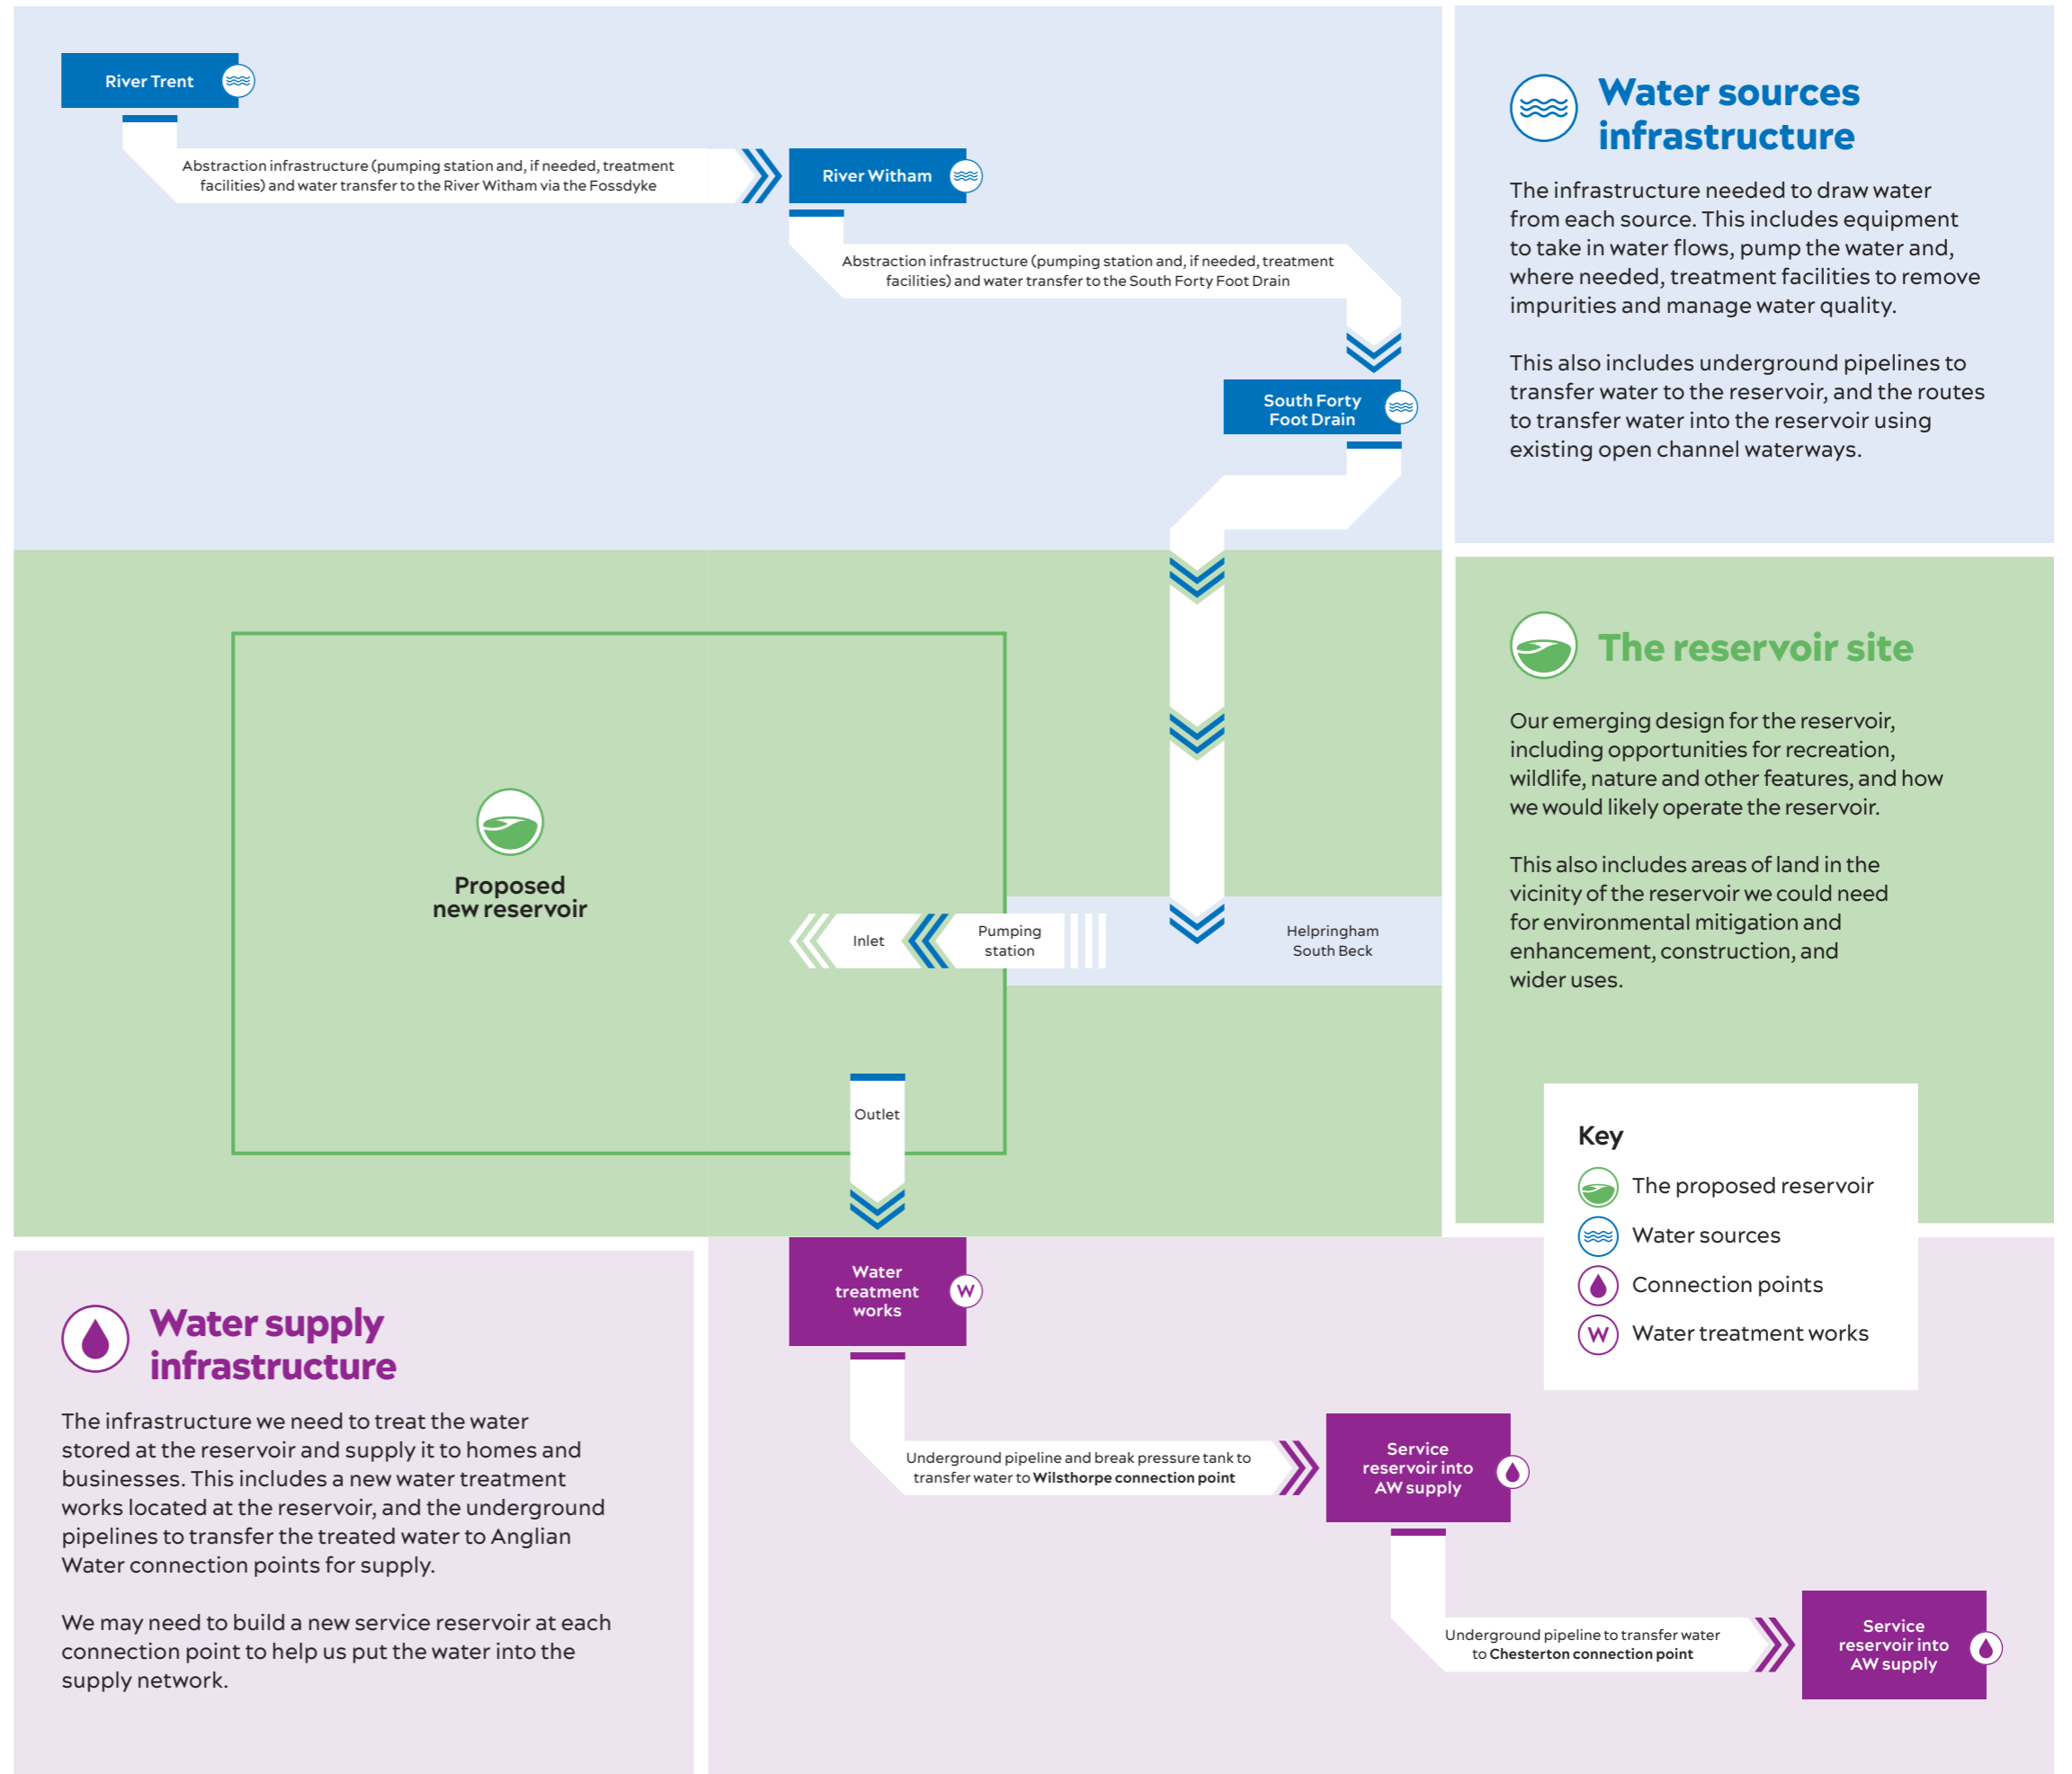 River Trent
Abstraction infrastructure (pumping station and, if needed, treatment
facilities) and water transfer to the River Witham via the Fossdyke
River Witham
Abstraction infrastructure (pumping station and, if needed, treatment
facilities) and water transfer to the South Forty Foot Drain
South Forty
Foot Drain
Water sources
infrastructure
The infrastructure needed to draw water
from each source. This includes equipment
to take in water flows, pump the water and,
where needed, treatment facilities to remove
impurities and manage water quality.
This also includes underground pipelines to
transfer water to the reservoir, and the routes
to transfer water into the reservoir using
existing open channel waterways.
Proposed
new reservoir
Inlet
Pumping
station
Helpringham
South Beck
Outlet
The reservoir site
Our emerging design for the reservoir,
including opportunities for recreation,
wildlife, nature and other features, and how
we would likely operate the reservoir.
This also includes areas of land in the
vicinity of the reservoir we could need
for environmental mitigation and
enhancement, construction, and
wider uses.
Key
The proposed reservoir
Water sources
Connection points
W
Water treatment works
Water supply
infrastructure
The infrastructure we need to treat the water
stored at the reservoir and supply it to homes and
businesses. This includes a new water treatment
works located at the reservoir, and the underground
pipelines to transfer the treated water to Anglian
Water connection points for supply.
We may need to build a new service reservoir at each
connection point to help us put the water into the
supply network.
Water
treatment
works
W
Underground pipeline and break pressure tank to
transfer water to Wilsthorpe connection point
Service
reservoir into
AW supply
Underground pipeline to transfer water
to Chesterton connection point
Service
reservoir into
AW supply